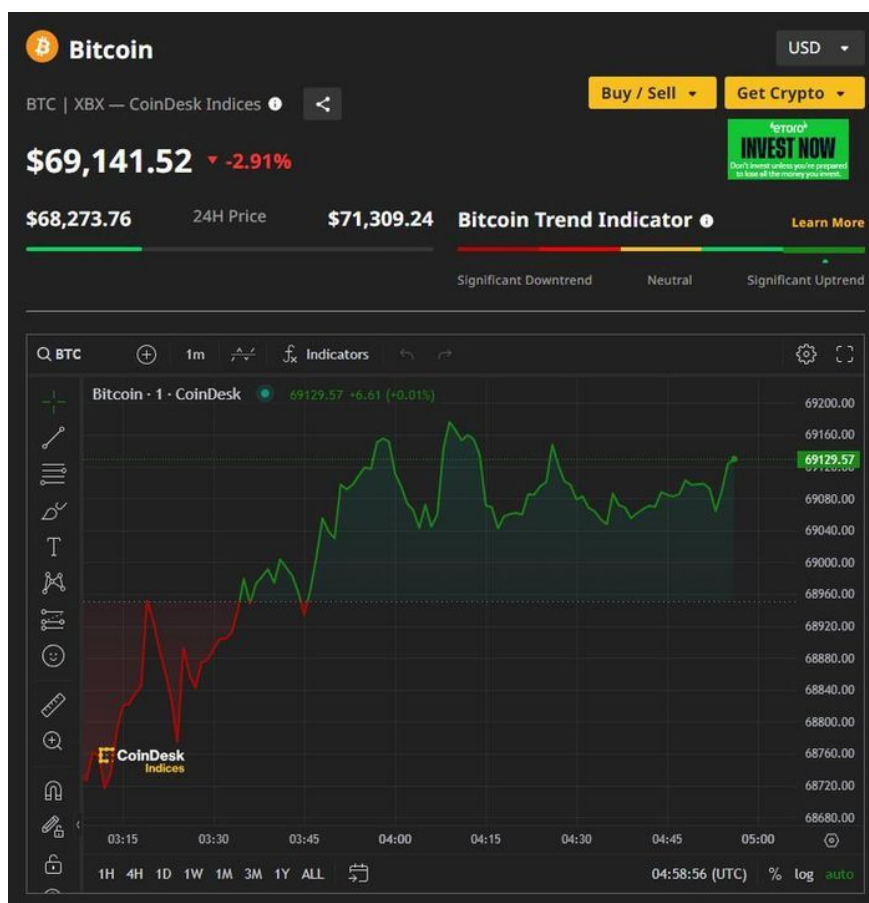 Bitcoin
USD
BTC | XBX — CoinDesk Indices
Buy / Sell
Get Crypto
$69,141.52 -2.91%
eToro
INVEST NOW
Don't invest unless you're prepared
to lose all the money you invest.
$68,273.76 24H Price $71,309.24
Bitcoin Trend Indicator
Learn More
Significant Downtrend Neutral Significant Uptrend
BTC 1m Indicators
Bitcoin · 1 · CoinDesk 69129.57 +6.61 (+0.01%)
69200.00
69160.00
69129.57
69120.00
69080.00
69040.00
69000.00
68960.00
68920.00
68880.00
68840.00
68800.00
68760.00
68720.00
68680.00
CoinDesk
Indices
03:15 03:30 03:45 04:00 04:15 04:30 04:45 05:00
1H 4H 1D 1W 1M 3M 1Y ALL 04:58:56 (UTC) % log auto